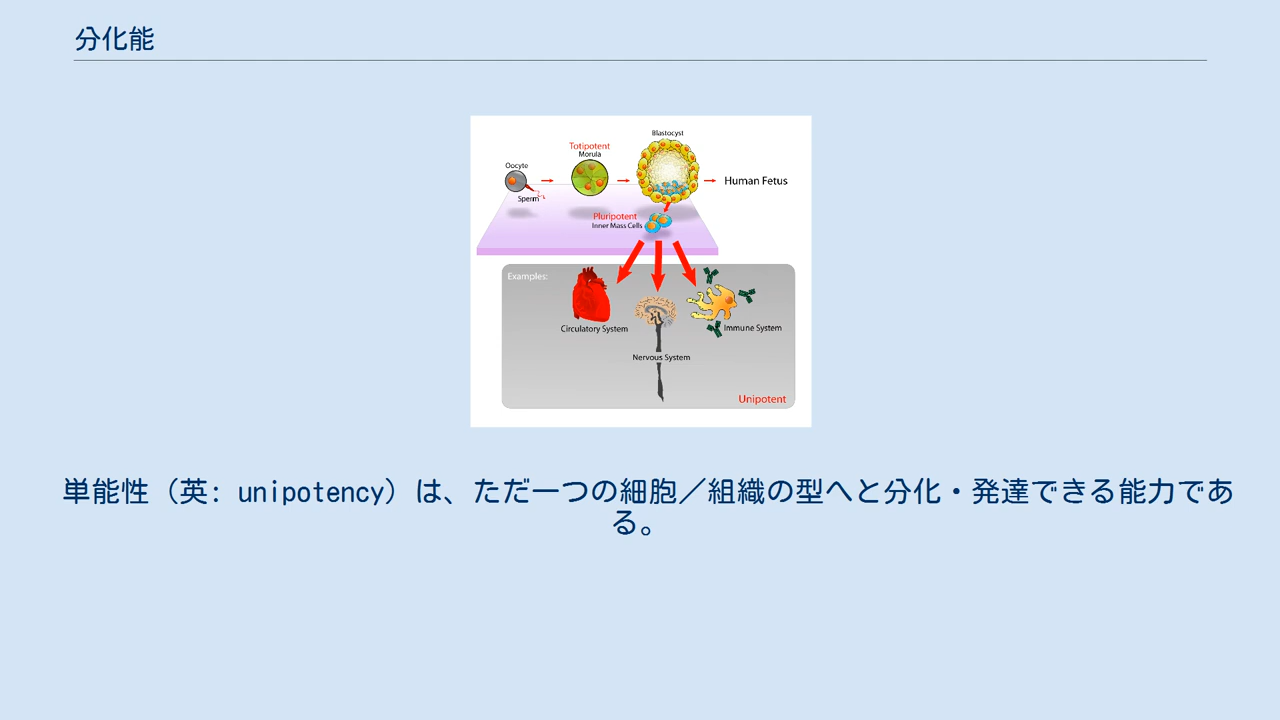 分化能
Blastocyst
Totipotent
Morula
Oocyte
Human Fetus
Sperm
Pluripotent
Inner Mass Cells
Examples:
Circulatory System
Immune System
Nervous System
Unipotent
単能性（英: unipotency）は、ただ一つの細胞／組織の型へと分化・発達できる能力であ
る。